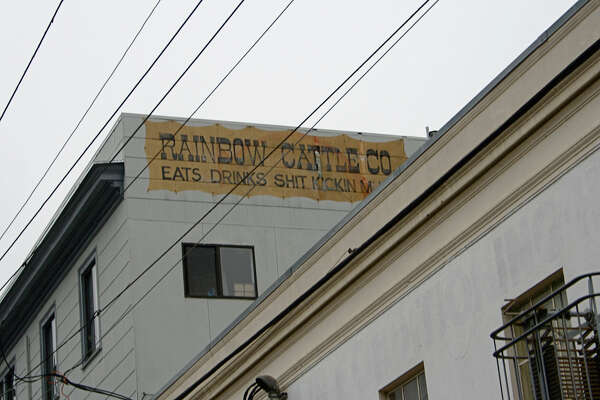 RAINBOW CATTLE CO
EATS DRINKS SHIT KICKIN